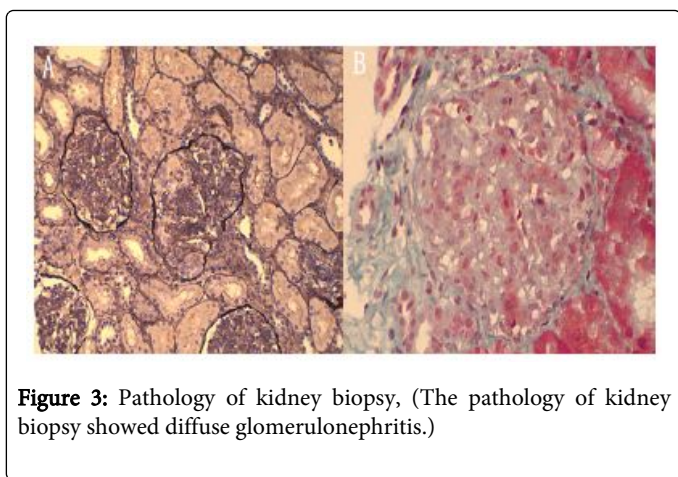 A B
Figure 3: Pathology of kidney biopsy, (The pathology of kidney
biopsy showed diffuse glomerulonephritis.)